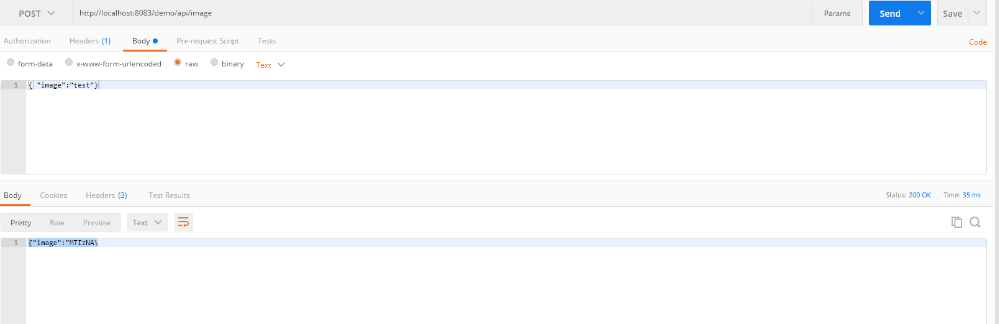 POST http://localhost:8083/demo/api/image Params Send Save
Authorization Headers (1) Body Pre-request Script Tests Code
form-data x-www-form-urlencoded raw binary Text
1 { "image":"test"}
Body Cookies Headers (3) Test Results Status: 200 OK Time: 35 ms
Pretty Raw Preview Text
1 {"image":"MTIzNA\